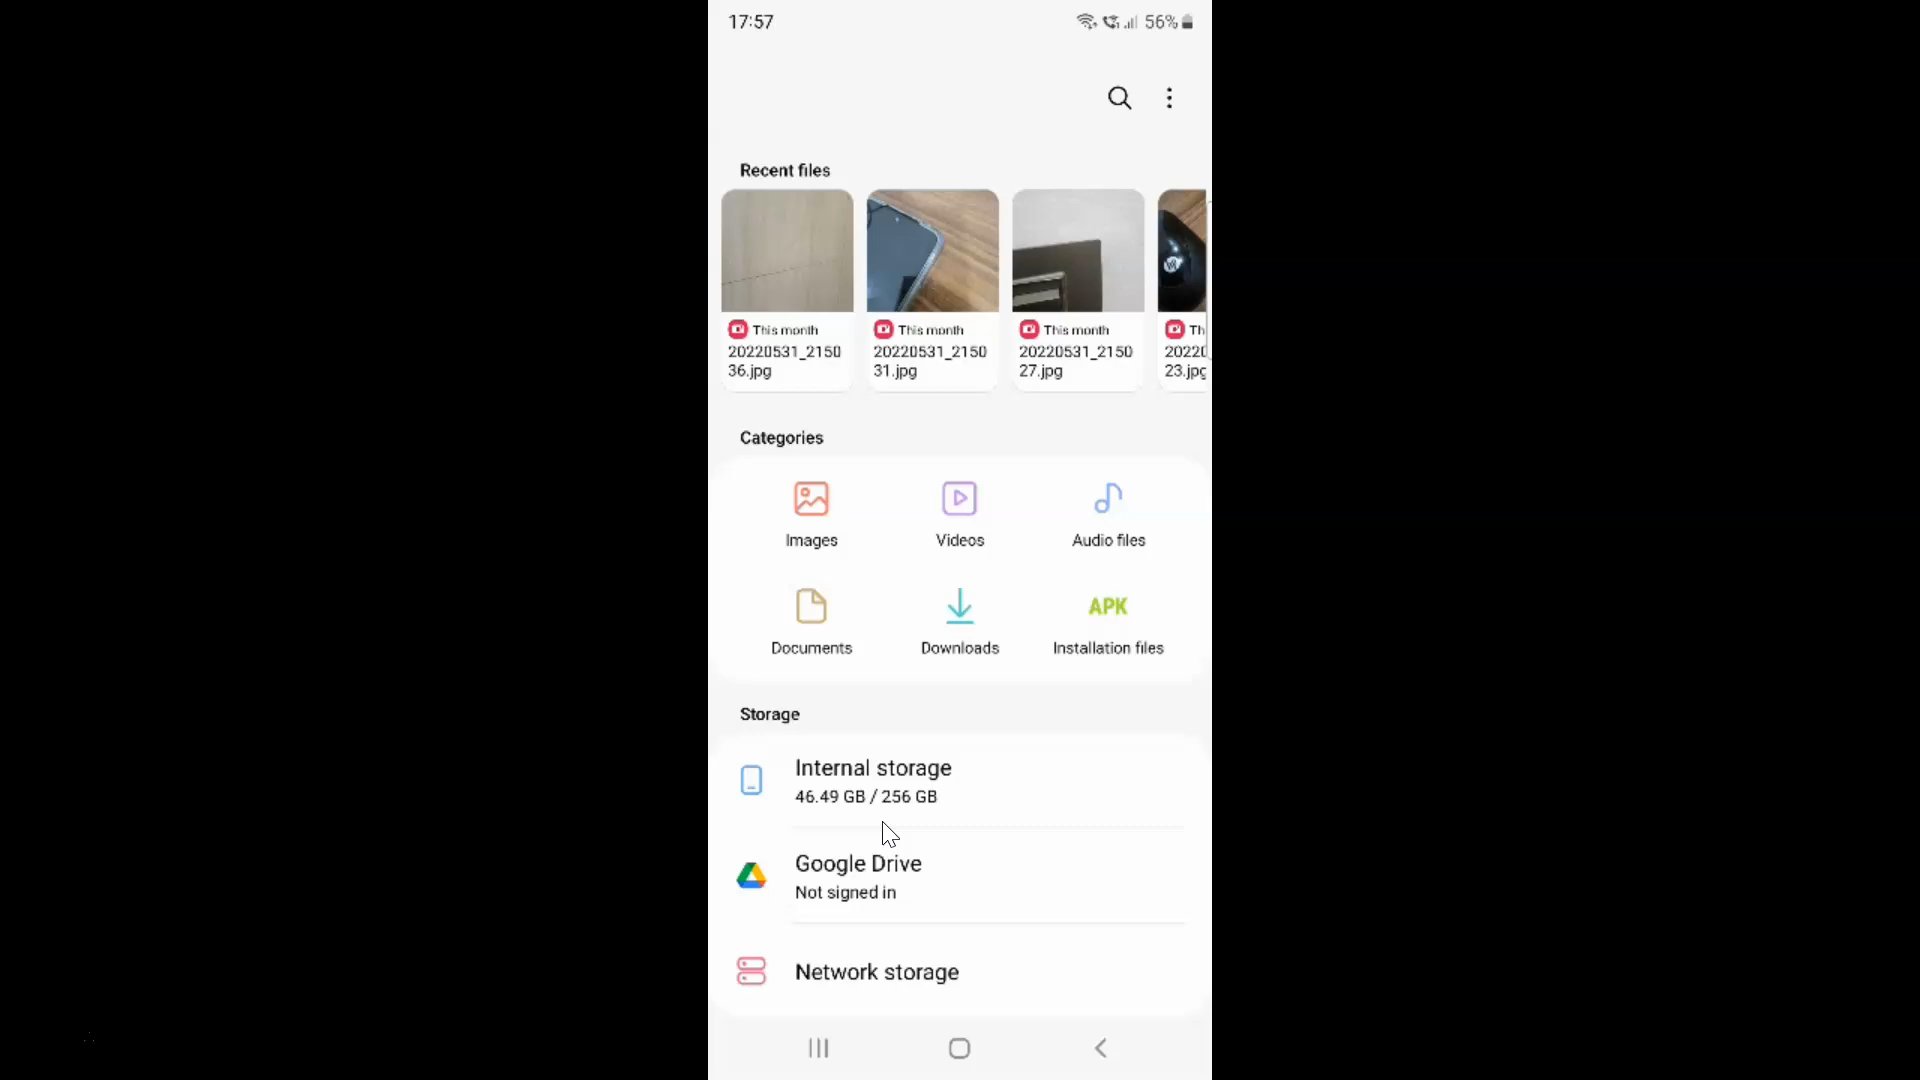 17:57
56%
Recent files
This month
20220531_2150
36.jpg
This month
20220531_2150
31.jpg
This month
20220531_2150
27.jpg
Th
20220
23.jpg
Categories
Images
Videos
Audio files
Documents
Downloads
APK
Installation files
Storage
Internal storage
46.49 GB / 256 GB
Google Drive
Not signed in
Network storage